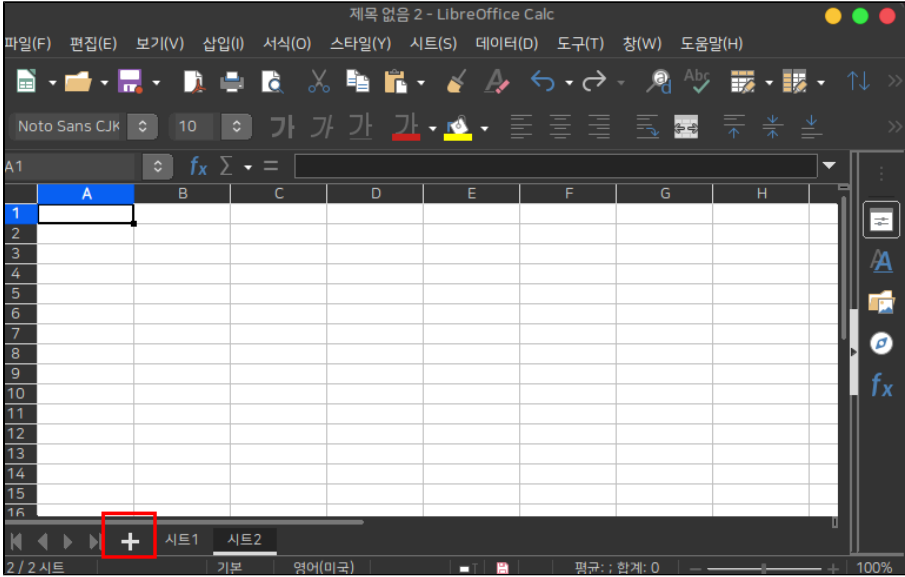 제목 없음 2 - LibreOffice Calc
파일(F) 편집(E) 보기(V) 삽입(I) 서식(O) 스타일(Y) 시트(S) 데이터(D) 도구(T) 창(W) 도움말(H)
Abc
Noto Sans CJK 10 가 가 가 가
A1 fx Σ =
A B C D E F G H
1
2
3
4
5
6
7
8
9
10
11
12
13
14
15
16
시트1 시트2
2 / 2 시트 기본 영어(미국) 평균: ; 합계: 0 100%